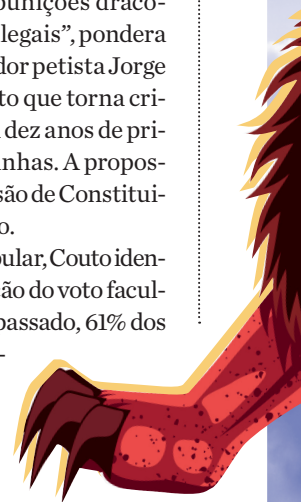 punições draco-
legais”, pondera
dor petista Jorge
to que torna cri-
dez anos de pri-
nhas. A propos-
são de Constitui-
o.
pular, Couto iden-
ção do voto facul-
passado, 61% dos
-